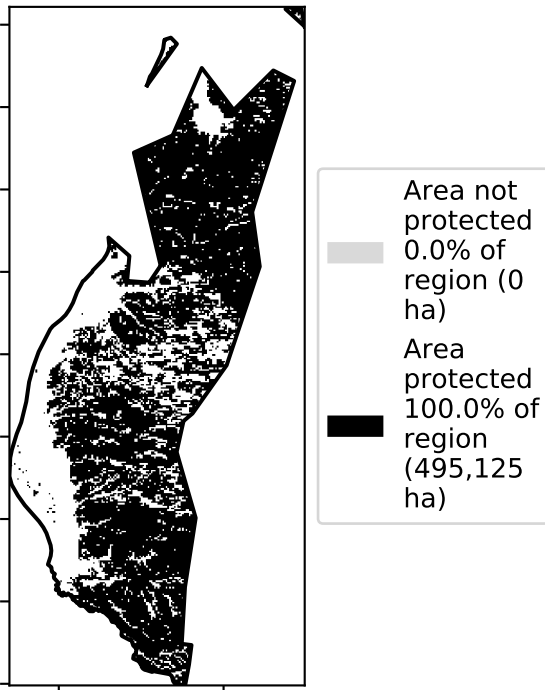 Area not
protected
0.0% of
region (0
ha)
Area
protected
100.0% of
region
(495,125
ha)